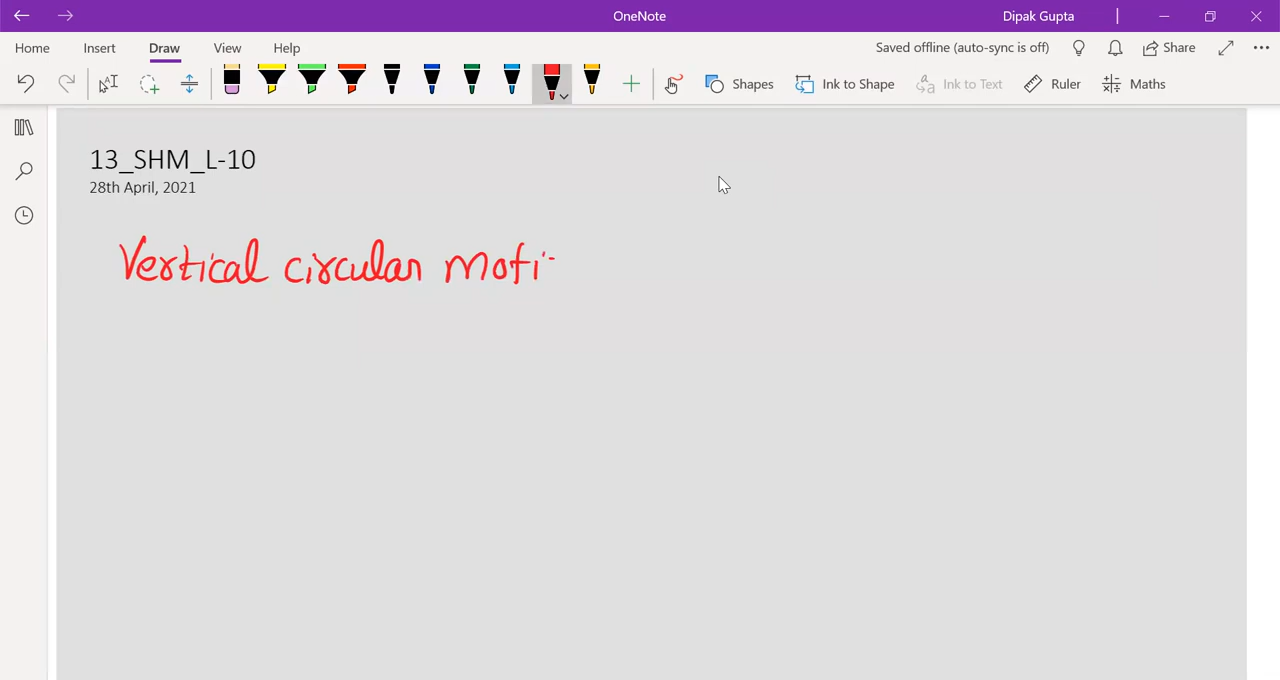 OneNote
Dipak Gupta
Home Insert Draw View Help
Saved offline (auto-sync is off) Share
Shapes Ink to Shape Ink to Text Ruler Maths
13_SHM_L-10
28th April, 2021
Vertical circular moti